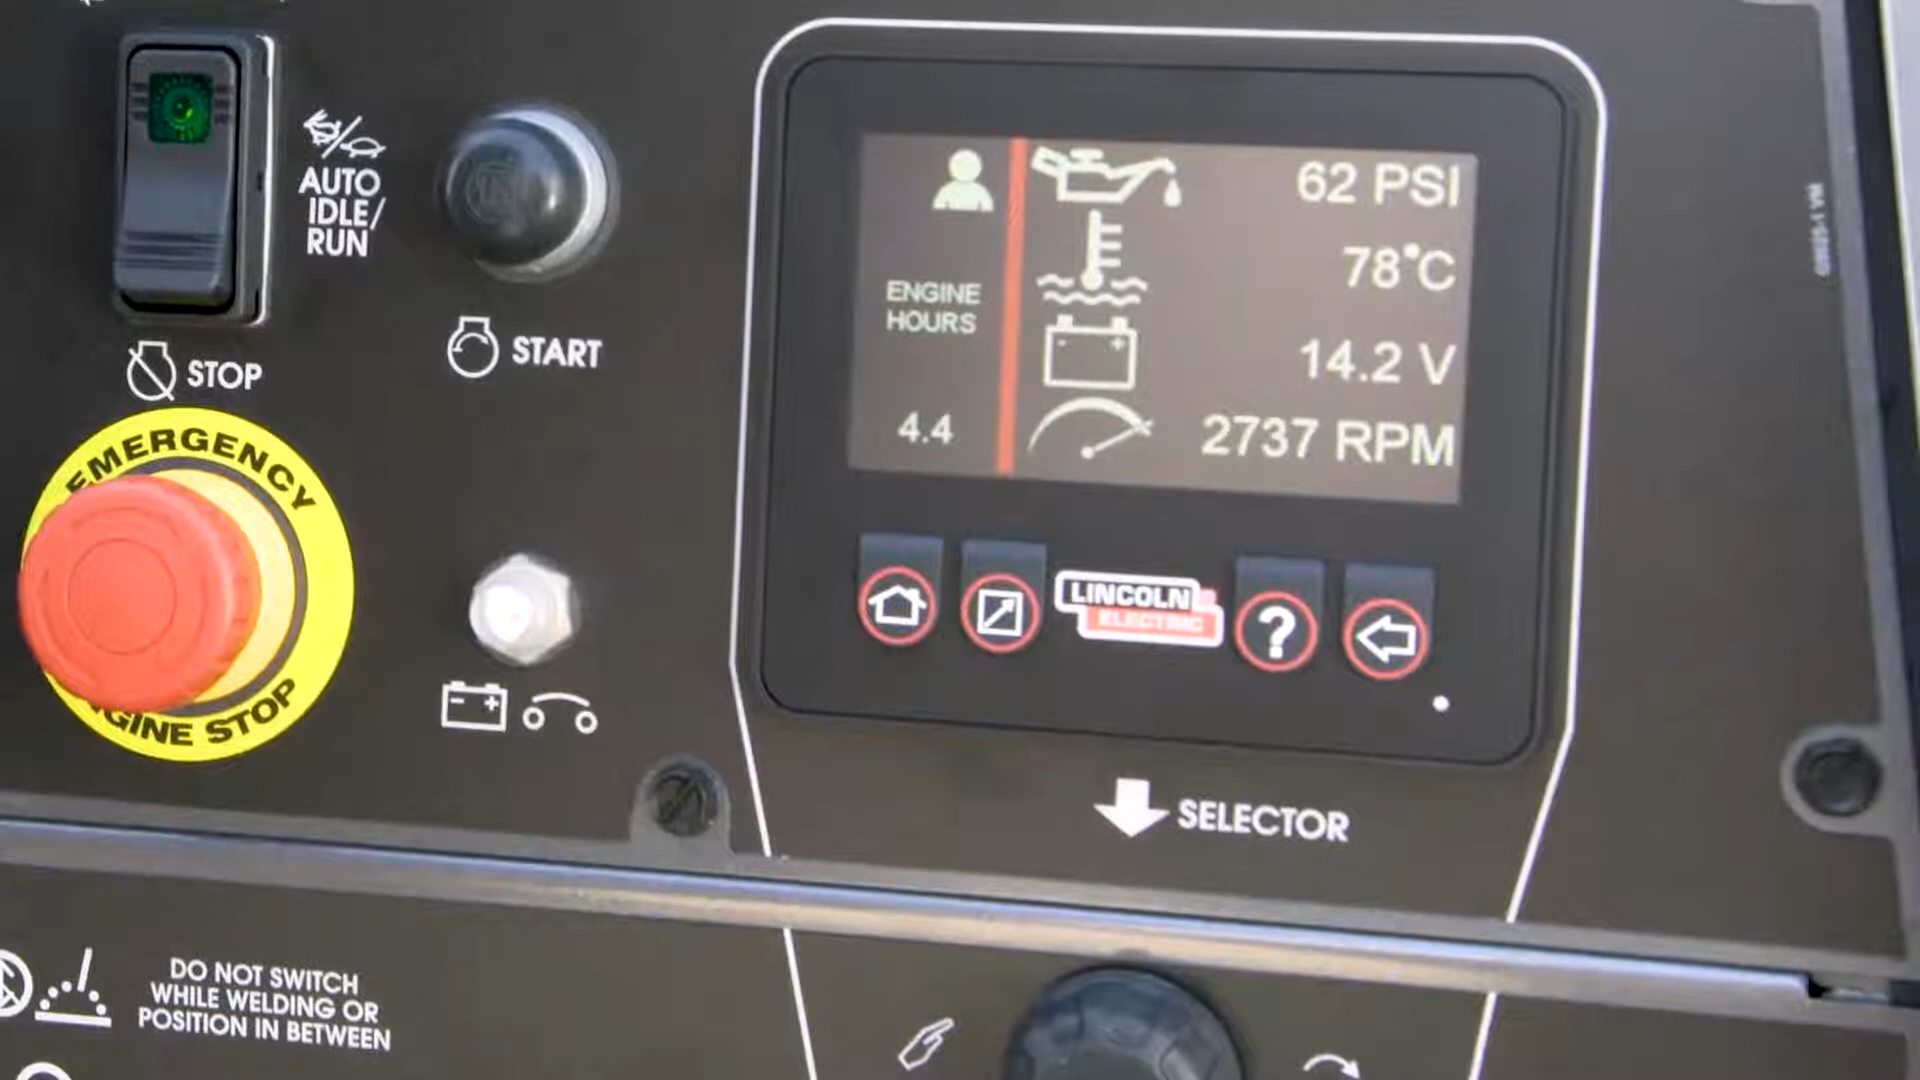 AUTO
IDLE/
RUN
STOP
START
EMERGENCY
GINE STOP
62 PSI
78°C
14.2 V
2737 RPM
ENGINE
HOURS
4.4
LINCOLN
ELECTRIC
?
SELECTOR
DO NOT SWITCH
WHILE WELDING OR
POSITION IN BETWEEN